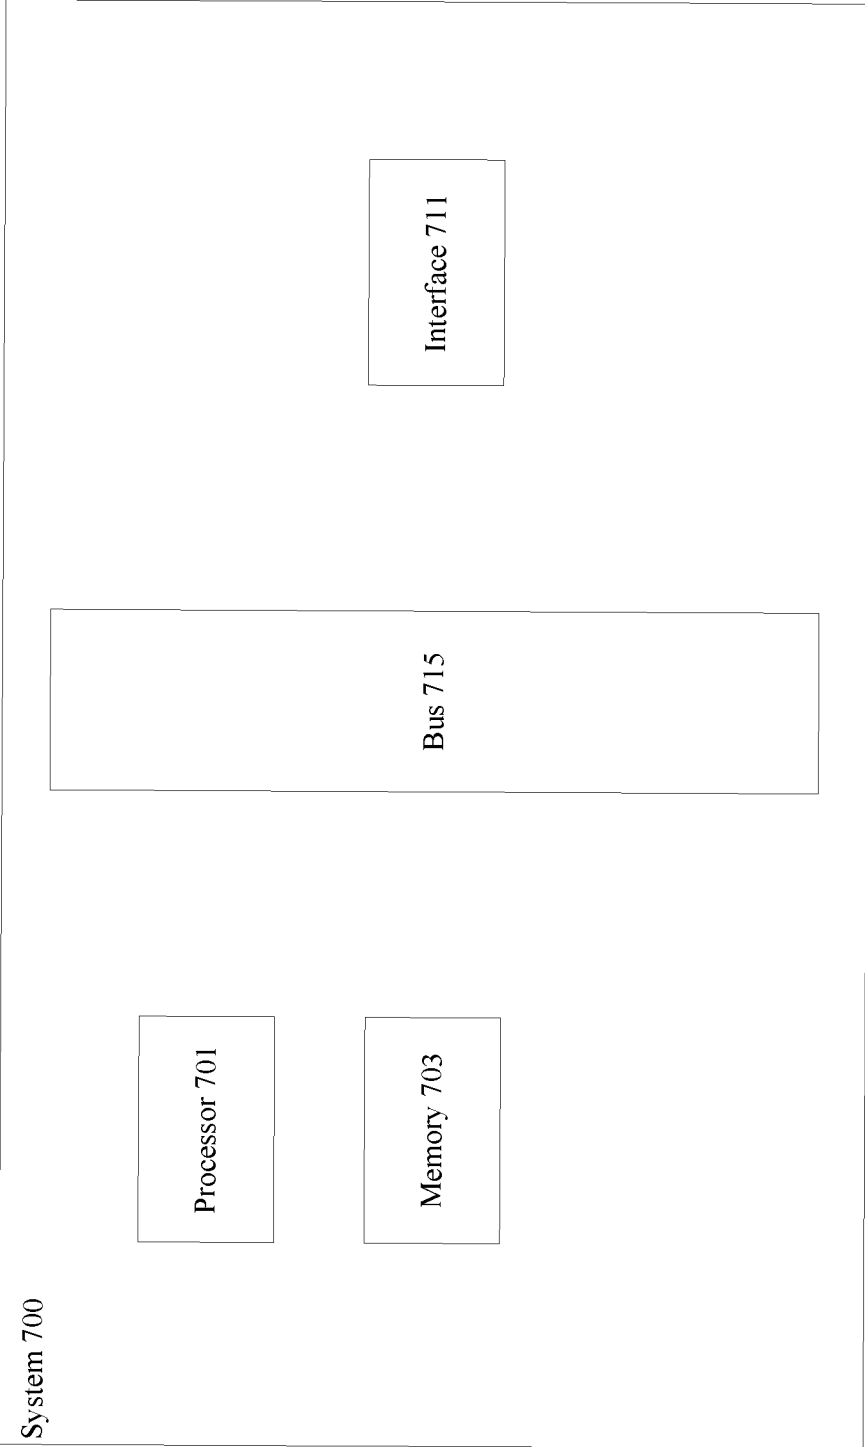 System 700
Processor 701
Memory 703
Bus 715
Interface 711